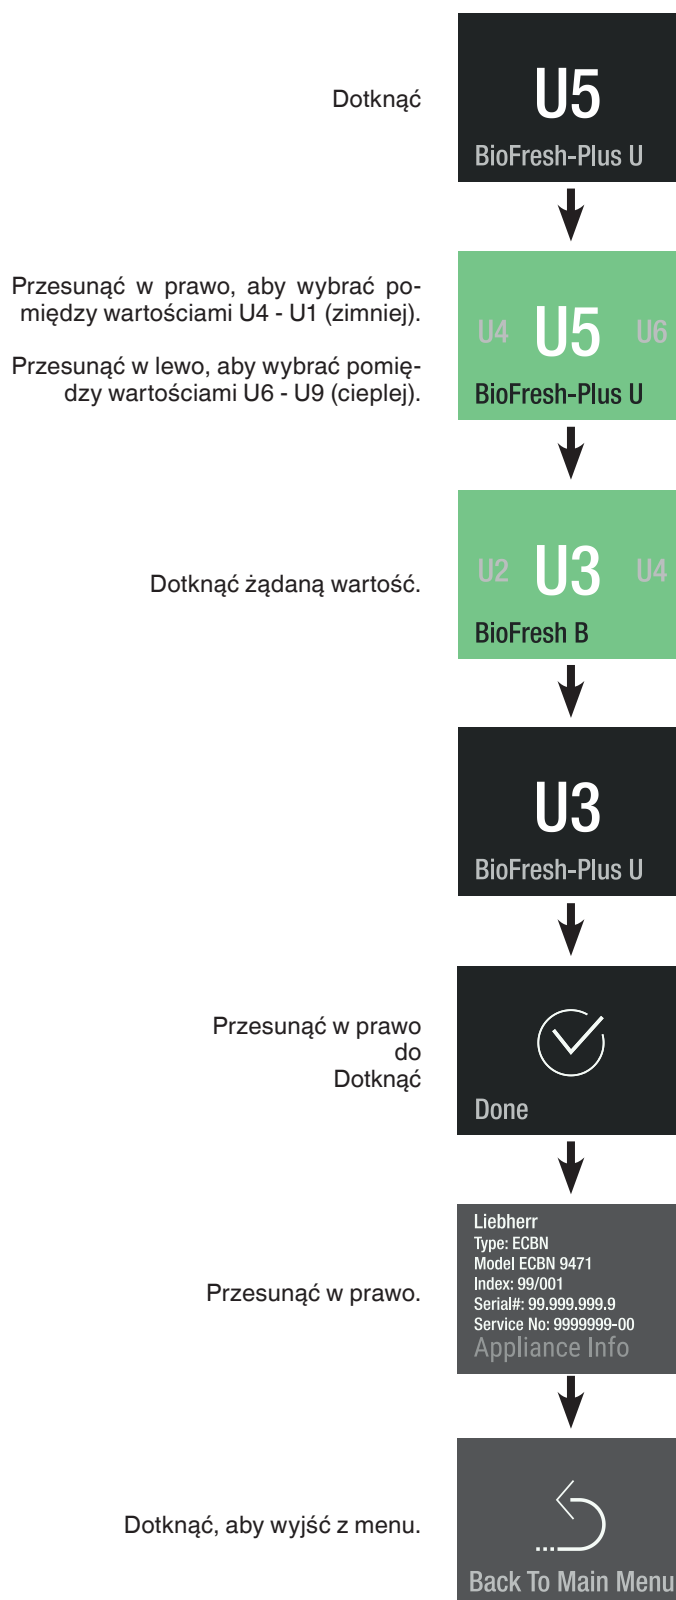 Dotknąć
U5
BioFresh-Plus U
Przesunąć w prawo, aby wybrać po-
między wartościami U4 - U1 (zimniej).
Przesunąć w lewo, aby wybrać pomię-
dzy wartościami U6 - U9 (cieplej).
U4 U5 U6
BioFresh-Plus U
Dotknąć żądaną wartość.
U2 U3 U4
BioFresh B
U3
BioFresh-Plus U
Przesunąć w prawo
do
Dotknąć
Done
Przesunąć w prawo.
Liebherr
Type: ECBN
Model ECBN 9471
Index: 99/001
Serial#: 99.999.999.9
Service No: 9999999-00
Appliance Info
Dotknąć, aby wyjść z menu.
Back To Main Menu